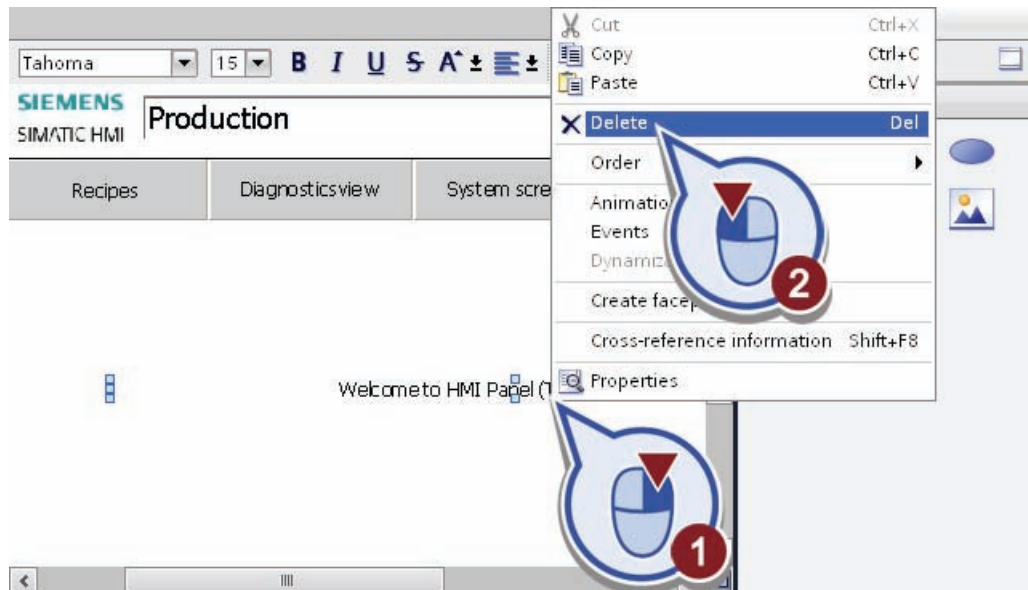 Cut Ctrl+X
Copy Ctrl+C
Paste Ctrl+V
Delete Del
Order
Animatio
Events
Dynamiz
Create facep
Cross-reference information Shift+F8
Properties
Tahoma 15 B I U S A
SIEMENS
SIMATIC HMI
Production
Recipes Diagnosticsview System scre
Welcome to HMI Panel (T
2
1